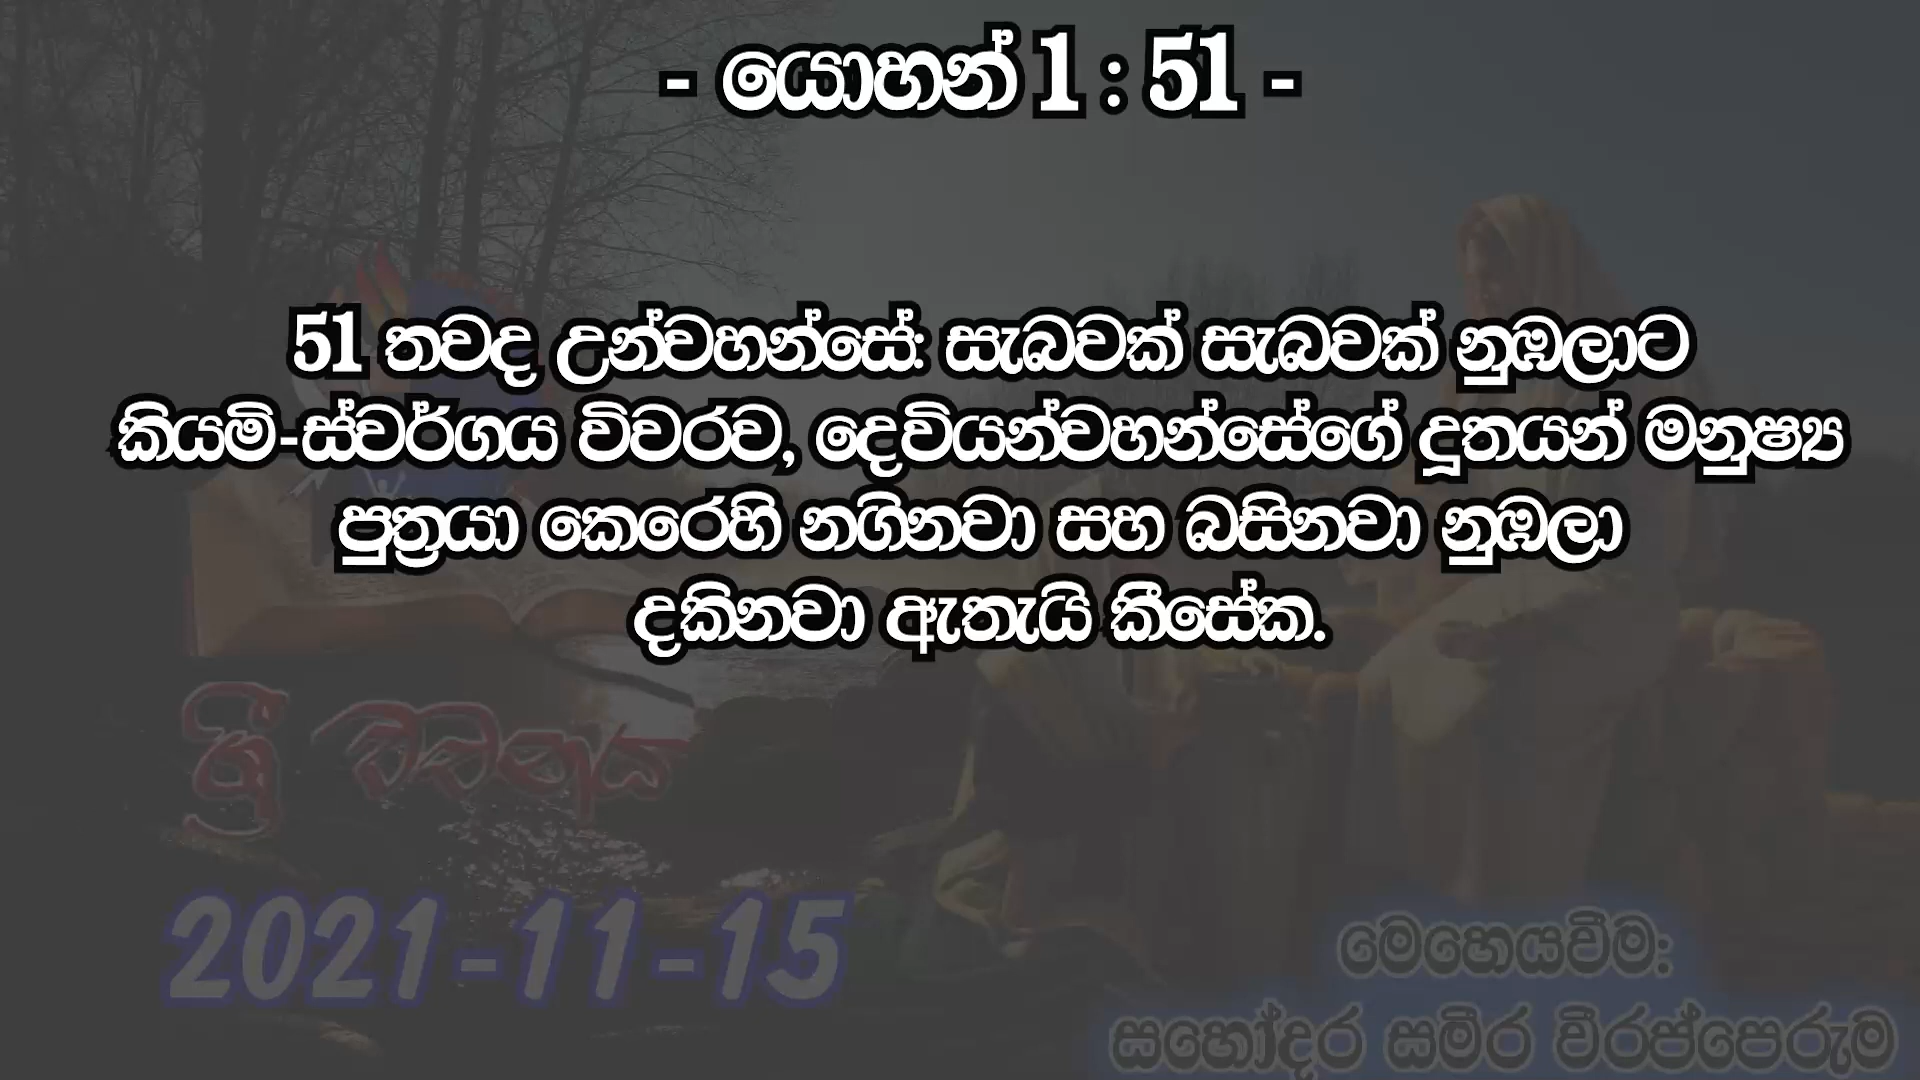 - යොහන් 1 : 51 -
51 තවද උන්වහන්සේ: සැබවක් සැබවක් නුඹලාට
කියමි-ස්වර්ගය විවරව, දෙවියන්වහන්සේගේ දූතයන් මනුෂ්‍ය
පුත්‍රයා කෙරෙහි නගිනවා සහ බසිනවා නුඹලා
දකිනවා ඇතැයි කීසේක.
ශ්‍රී වචනය
2021-11-15
මෙහෙයවීම:
සහෝදර සමීර වීරප්පෙරුම